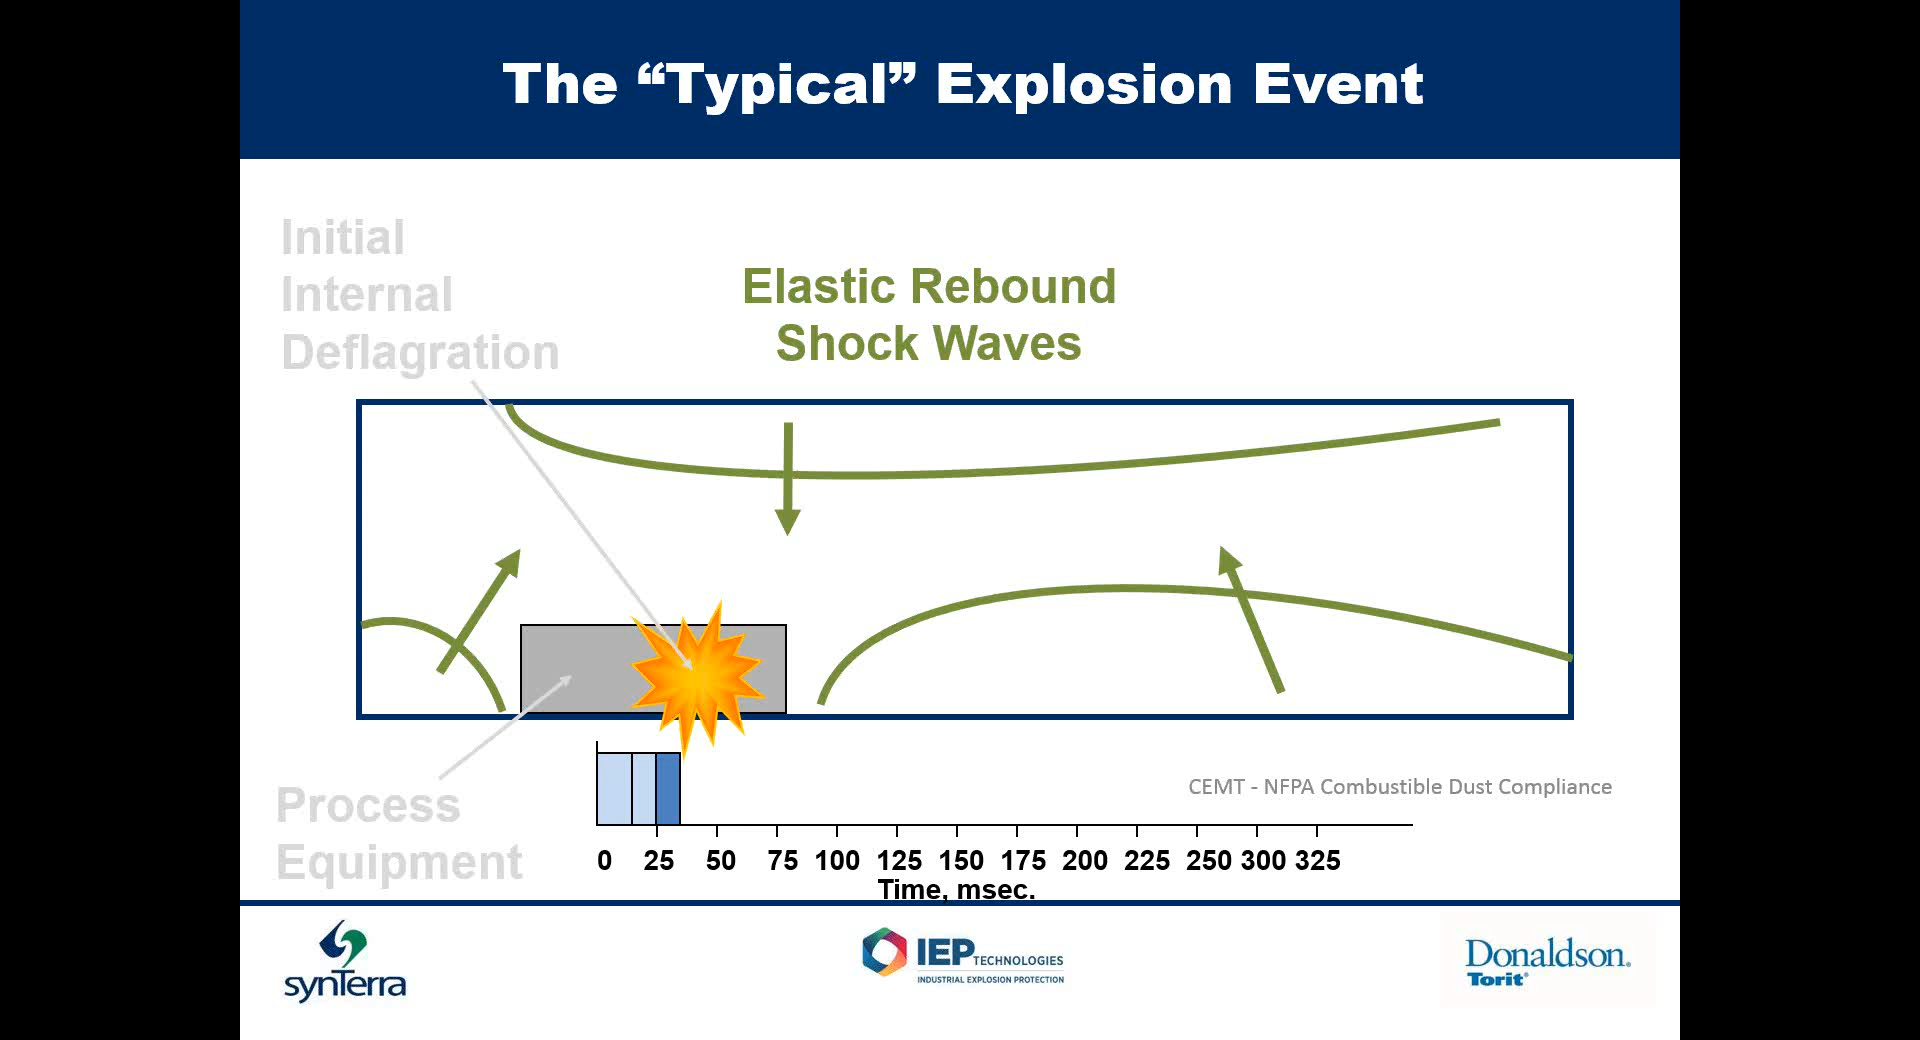 The “Typical” Explosion Event
Initial
Internal
Deflagration
Elastic Rebound
Shock Waves
Process
Equipment
CEMT - NFPA Combustible Dust Compliance
0 25 50 75 100 125 150 175 200 225 250 300 325
Time, msec.
synTerra
IEP TECHNOLOGIES
INDUSTRIAL EXPLOSION PROTECTION
Donaldson®
Torit®